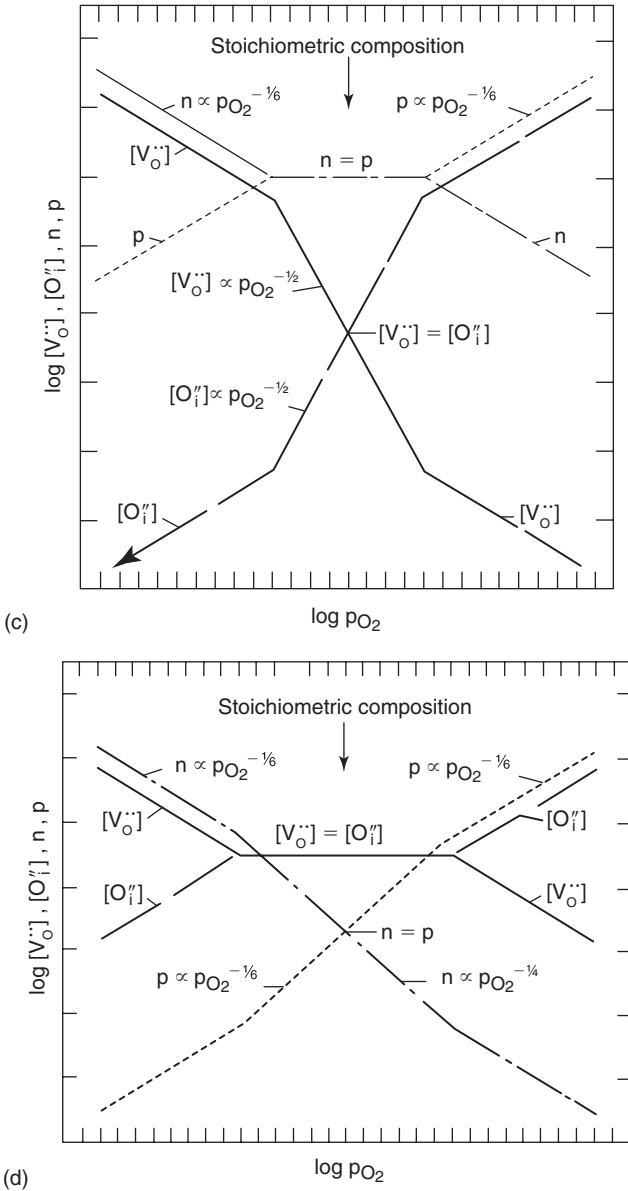 Stoichiometric composition
n ∝ pO₂^–⅙
p ∝ pO₂^–⅙
[V_O^¨]
n = p
p
n
[V_O^¨] ∝ pO₂^–½
[V_O^¨] = [O_i″]
[O_i″] ∝ pO₂^–½
[O_i″]
[V_O^¨]
log [V_O^¨] , [O_i″] , n , p
log pO₂
(c)
Stoichiometric composition
n ∝ pO₂^–⅙
p ∝ pO₂^–⅙
[V_O^¨]
[V_O^¨] = [O_i″]
[O_i″]
[O_i″]
[V_O^¨]
n = p
p ∝ pO₂^–⅙
n ∝ pO₂^–¼
log [V_O^¨] , [O_i″] , n , p
log pO₂
(d)